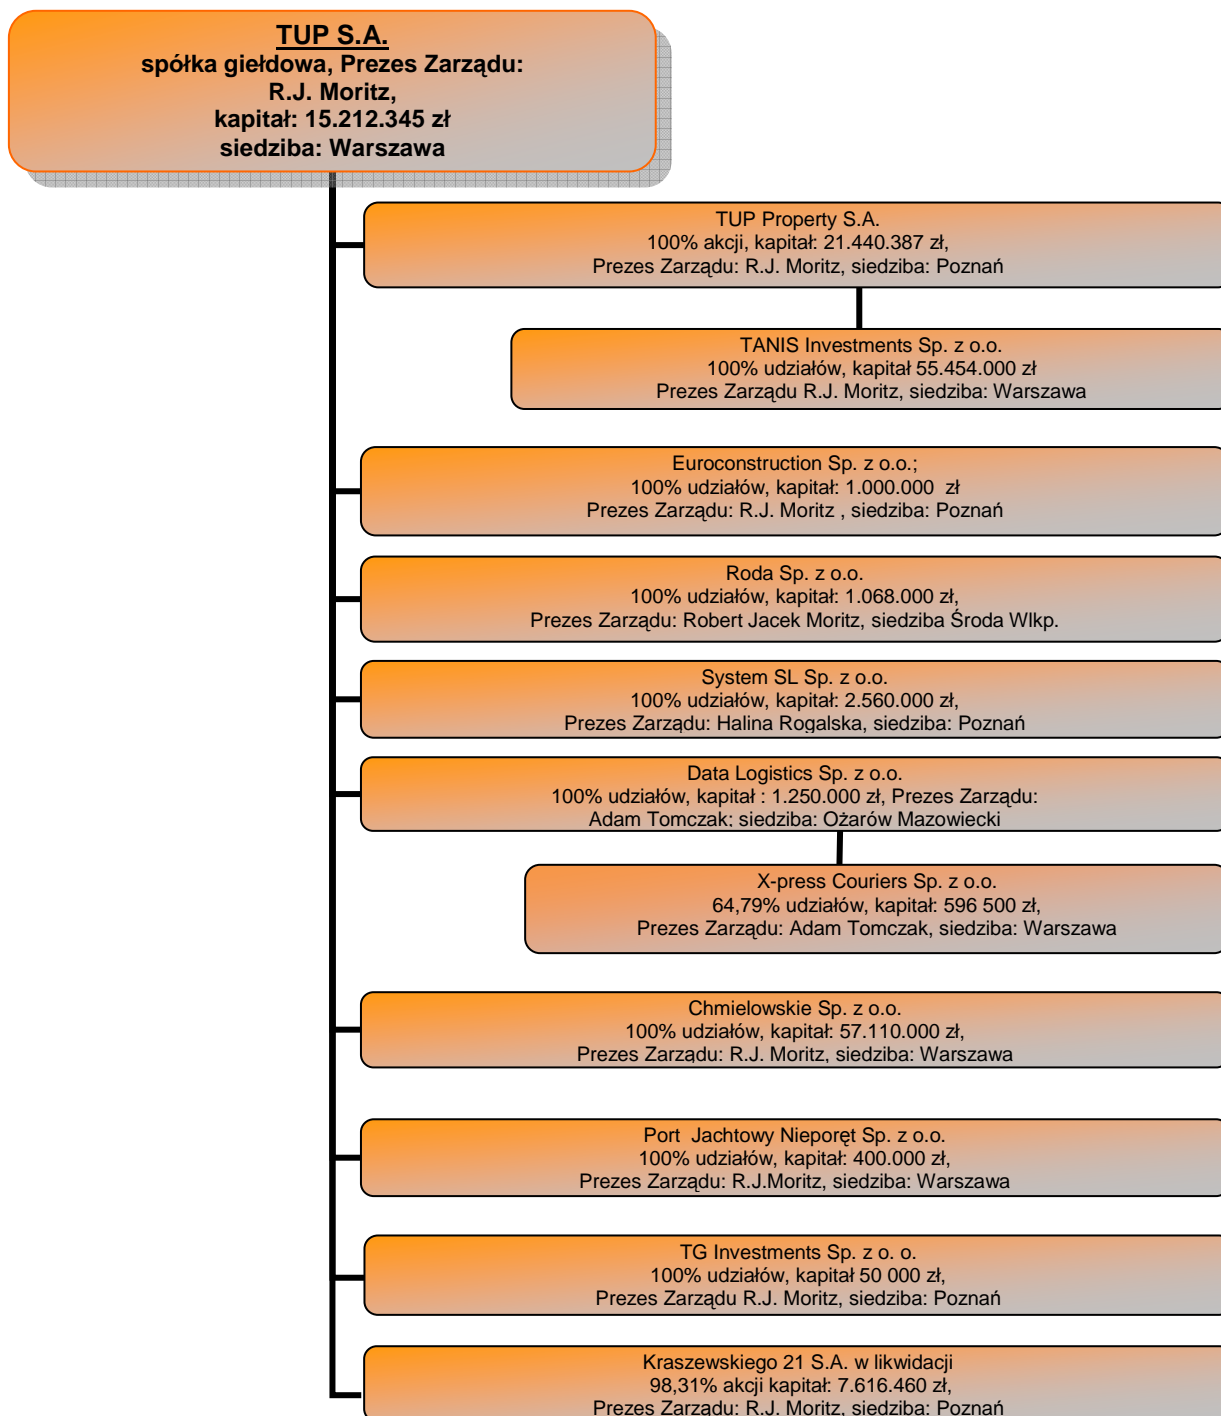 TUP S.A.
spółka giełdowa, Prezes Zarządu:
R.J. Moritz,
kapitał: 15.212.345 zł
siedziba: Warszawa
TUP Property S.A.
100% akcji, kapitał: 21.440.387 zł,
Prezes Zarządu: R.J. Moritz, siedziba: Poznań
TANIS Investments Sp. z o.o.
100% udziałów, kapitał 55.454.000 zł
Prezes Zarządu R.J. Moritz, siedziba: Warszawa
Euroconstruction Sp. z o.o.;
100% udziałów, kapitał: 1.000.000 zł
Prezes Zarządu: R.J. Moritz , siedziba: Poznań
Roda Sp. z o.o.
100% udziałów, kapitał: 1.068.000 zł,
Prezes Zarządu: Robert Jacek Moritz, siedziba Środa Wlkp.
System SL Sp. z o.o.
100% udziałów, kapitał: 2.560.000 zł,
Prezes Zarządu: Halina Rogalska, siedziba: Poznań
Data Logistics Sp. z o.o.
100% udziałów, kapitał : 1.250.000 zł, Prezes Zarządu:
Adam Tomczak; siedziba: Ożarów Mazowiecki
X-press Couriers Sp. z o.o.
64,79% udziałów, kapitał: 596 500 zł,
Prezes Zarządu: Adam Tomczak, siedziba: Warszawa
Chmielowskie Sp. z o.o.
100% udziałów, kapitał: 57.110.000 zł,
Prezes Zarządu: R.J. Moritz, siedziba: Warszawa
Port Jachtowy Nieporęt Sp. z o.o.
100% udziałów, kapitał: 400.000 zł,
Prezes Zarządu: R.J.Moritz, siedziba: Warszawa
TG Investments Sp. z o. o.
100% udziałów, kapitał 50 000 zł,
Prezes Zarządu R.J. Moritz, siedziba: Poznań
Kraszewskiego 21 S.A. w likwidacji
98,31% akcji kapitał: 7.616.460 zł,
Prezes Zarządu: R.J. Moritz, siedziba: Poznań